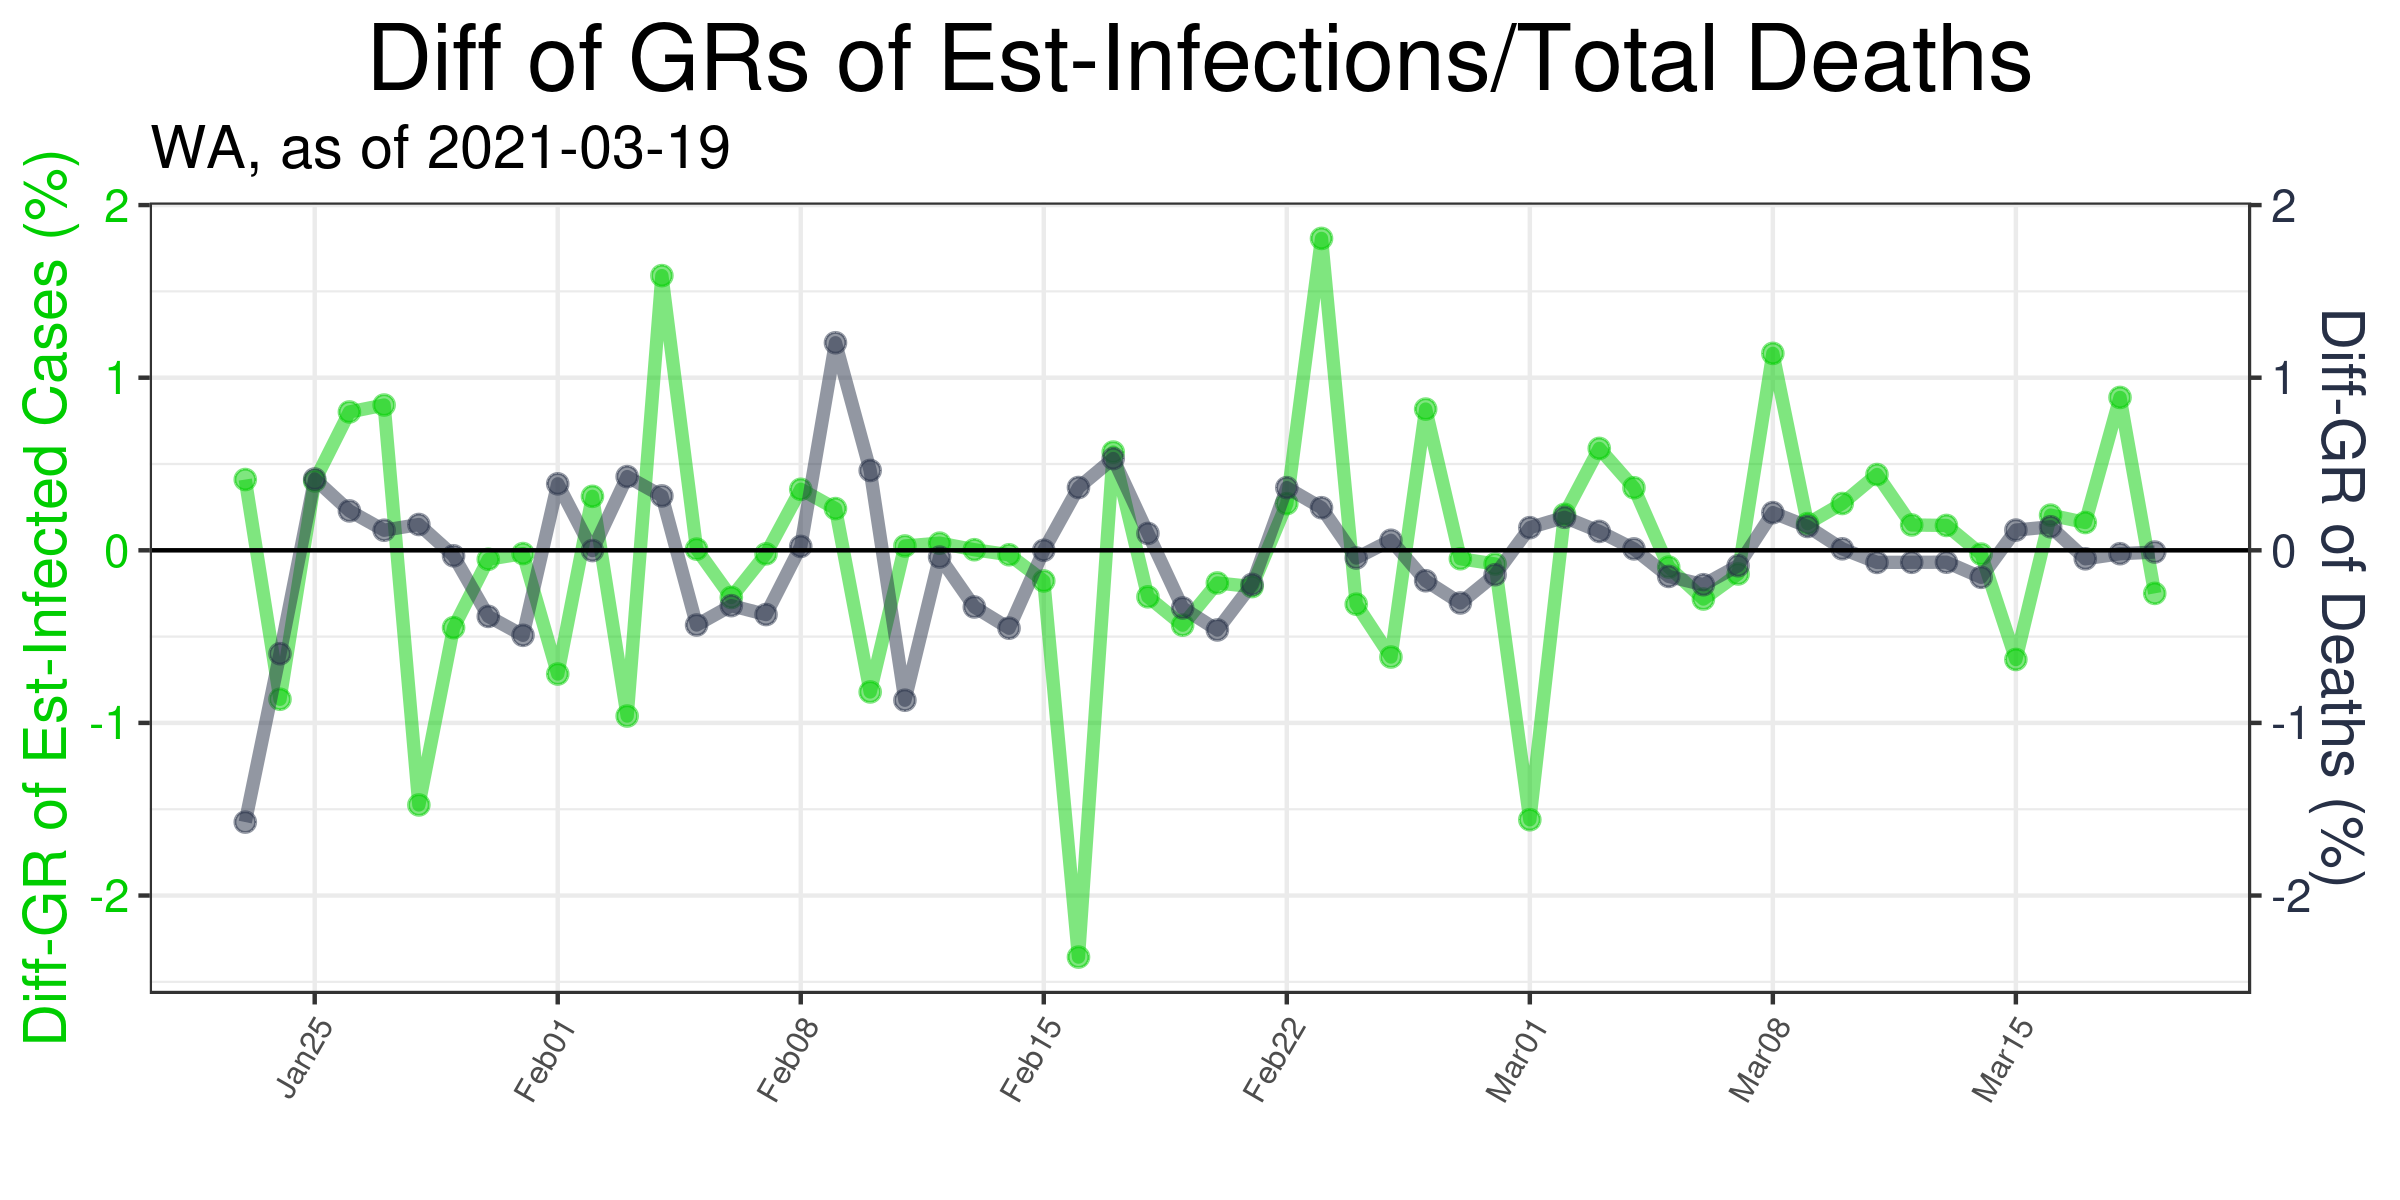 Diff of GRs of Est-Infections/Total Deaths
WA, as of 2021-03-19
Diff-GR of Est-Infected Cases (%)
2
1
0
-1
-2
2
1
0
-1
-2
Diff-GR of Deaths (%)
Jan25
Feb01
Feb08
Feb15
Feb22
Mar01
Mar08
Mar15